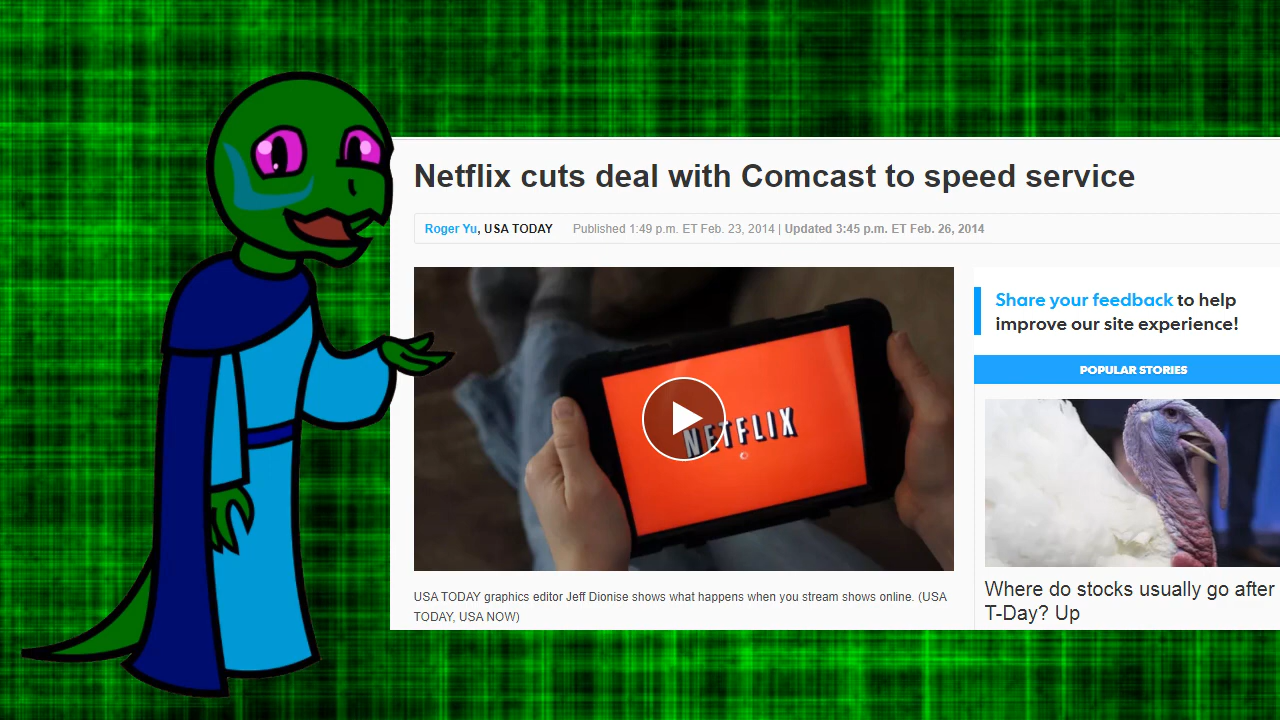 Netflix cuts deal with Comcast to speed service
Roger Yu, USA TODAY Published 1:49 p.m. ET Feb. 23, 2014 | Updated 3:45 p.m. ET Feb. 26, 2014
NETFLIX
USA TODAY graphics editor Jeff Dionise shows what happens when you stream shows online. (USA
TODAY, USA NOW)
Share your feedback to help
improve our site experience!
POPULAR STORIES
Where do stocks usually go after
T-Day? Up